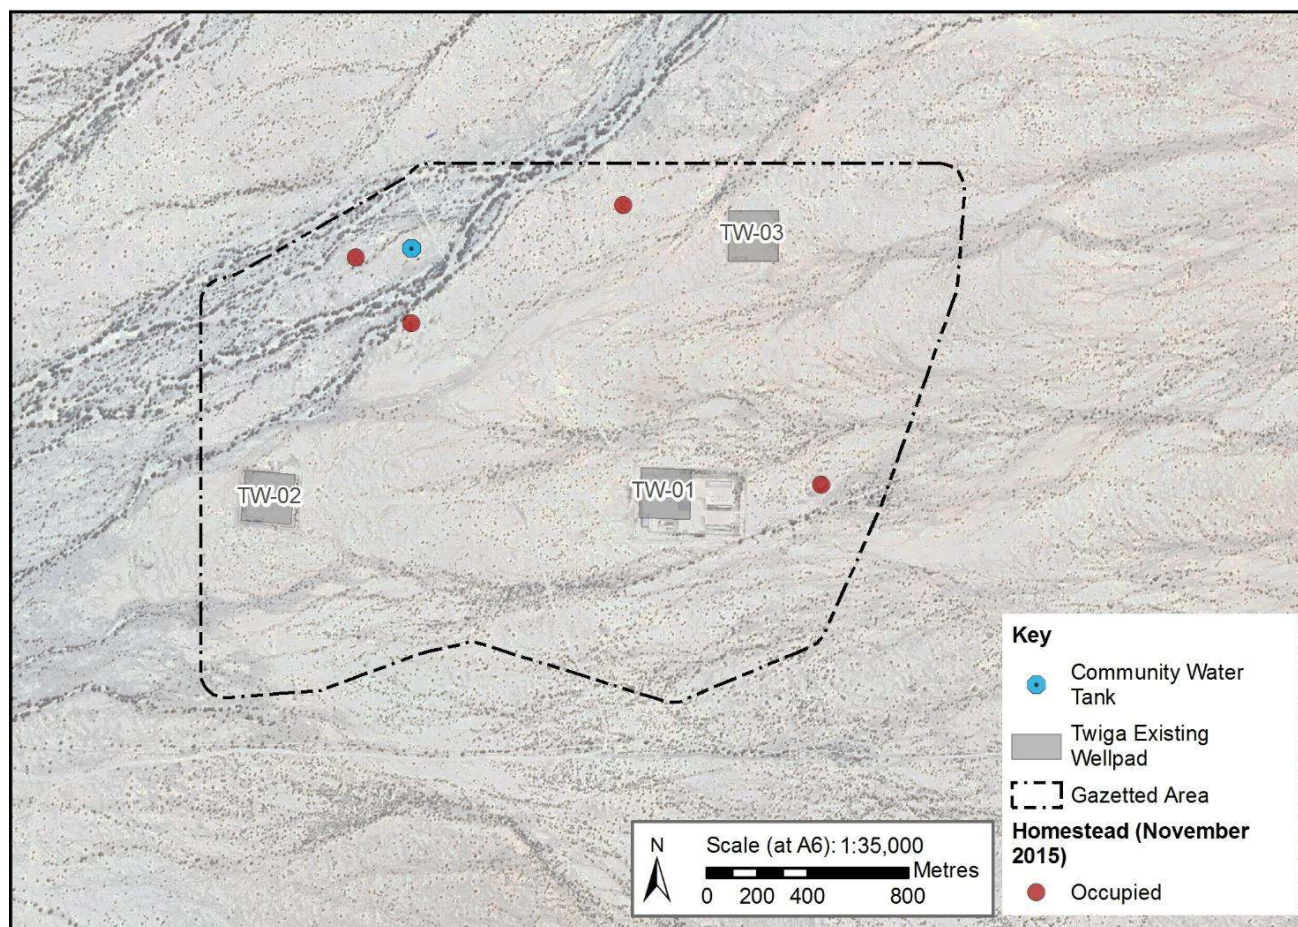 TW-03
TW-02
TW-01
Key
Community Water
Tank
Twiga Existing
Wellpad
Gazetted Area
Homestead (November
2015)
Occupied
N
Scale (at A6): 1:35,000
Metres
0 200 400 800